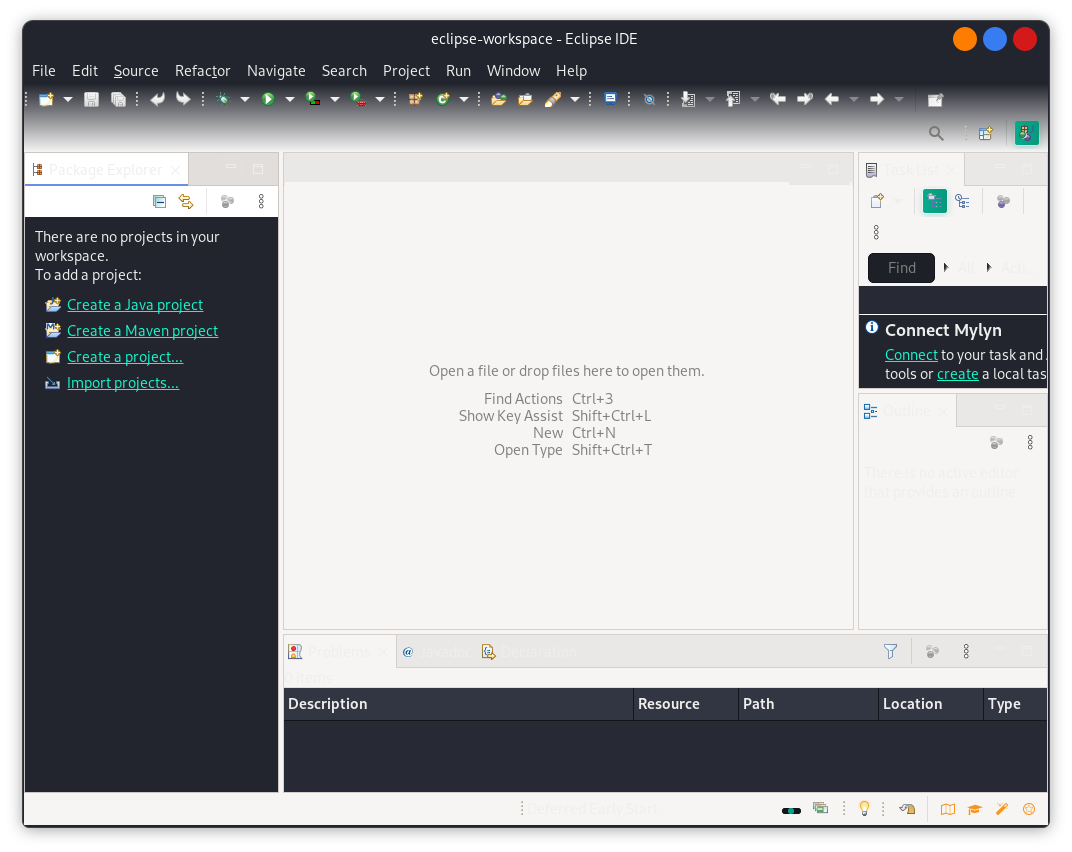 eclipse-workspace - Eclipse IDE
File Edit Source Refactor Navigate Search Project Run Window Help
Package Explorer
There are no projects in your
workspace.
To add a project:
Create a Java project
Create a Maven project
Create a project...
Import projects...
Open a file or drop files here to open them.
Find Actions Ctrl+3
Show Key Assist Shift+Ctrl+L
New Ctrl+N
Open Type Shift+Ctrl+T
Task List
Find All
Connect Mylyn
Connect to your task and
tools or create a local tas
Outline
There is no active editor
that provides an outline.
Problems @ Javadoc Declaration
0 items
Description Resource Path Location Type
Deferred Early Start